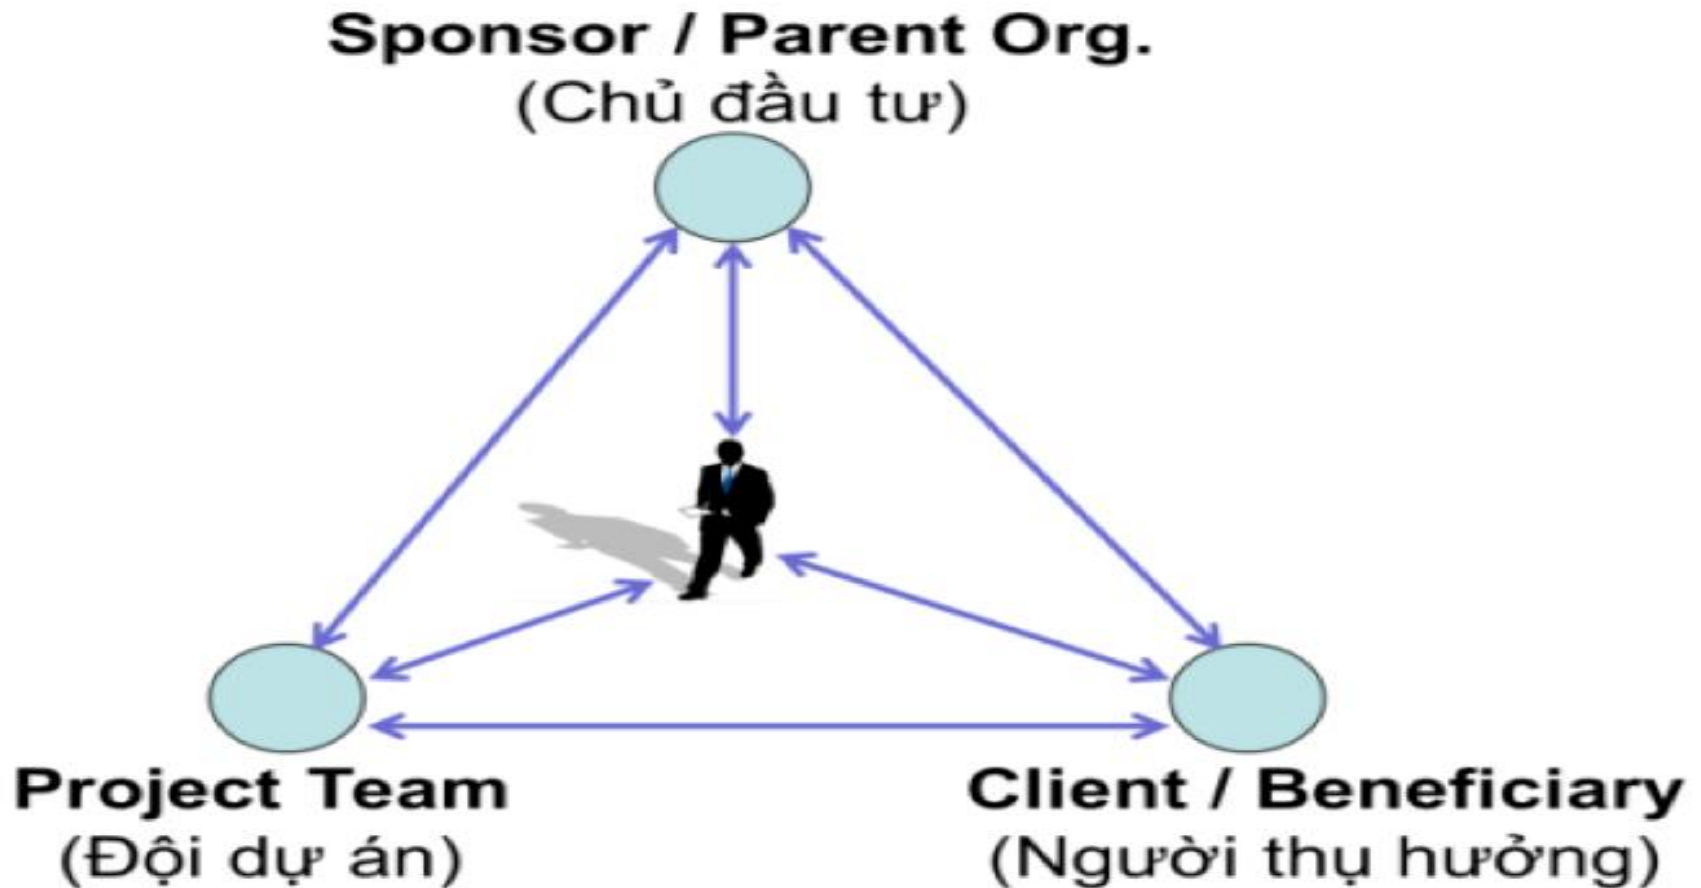 Sponsor / Parent Org.
(Chủ đầu tư)
Project Team
(Đội dự án)
Client / Beneficiary
(Người thụ hưởng)